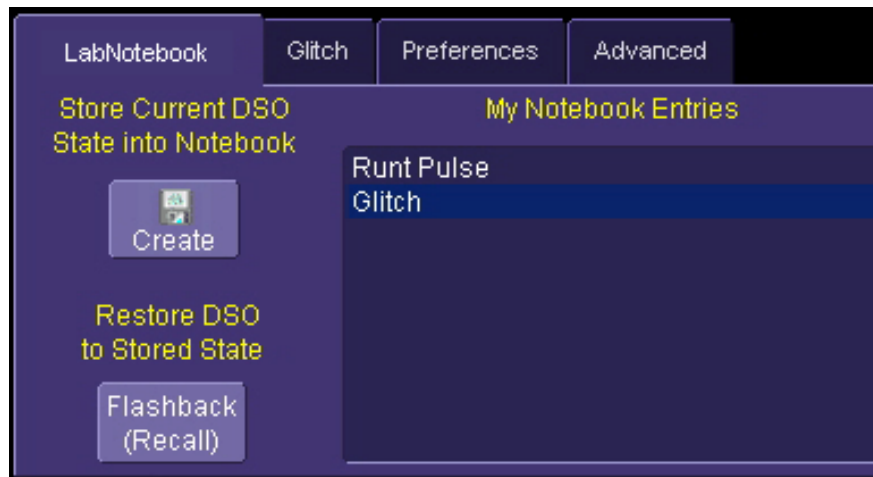 LabNotebook
Glitch
Preferences
Advanced
Store Current DSO
State into Notebook
Create
Restore DSO
to Stored State
Flashback
(Recall)
My Notebook Entries
Runt Pulse
Glitch